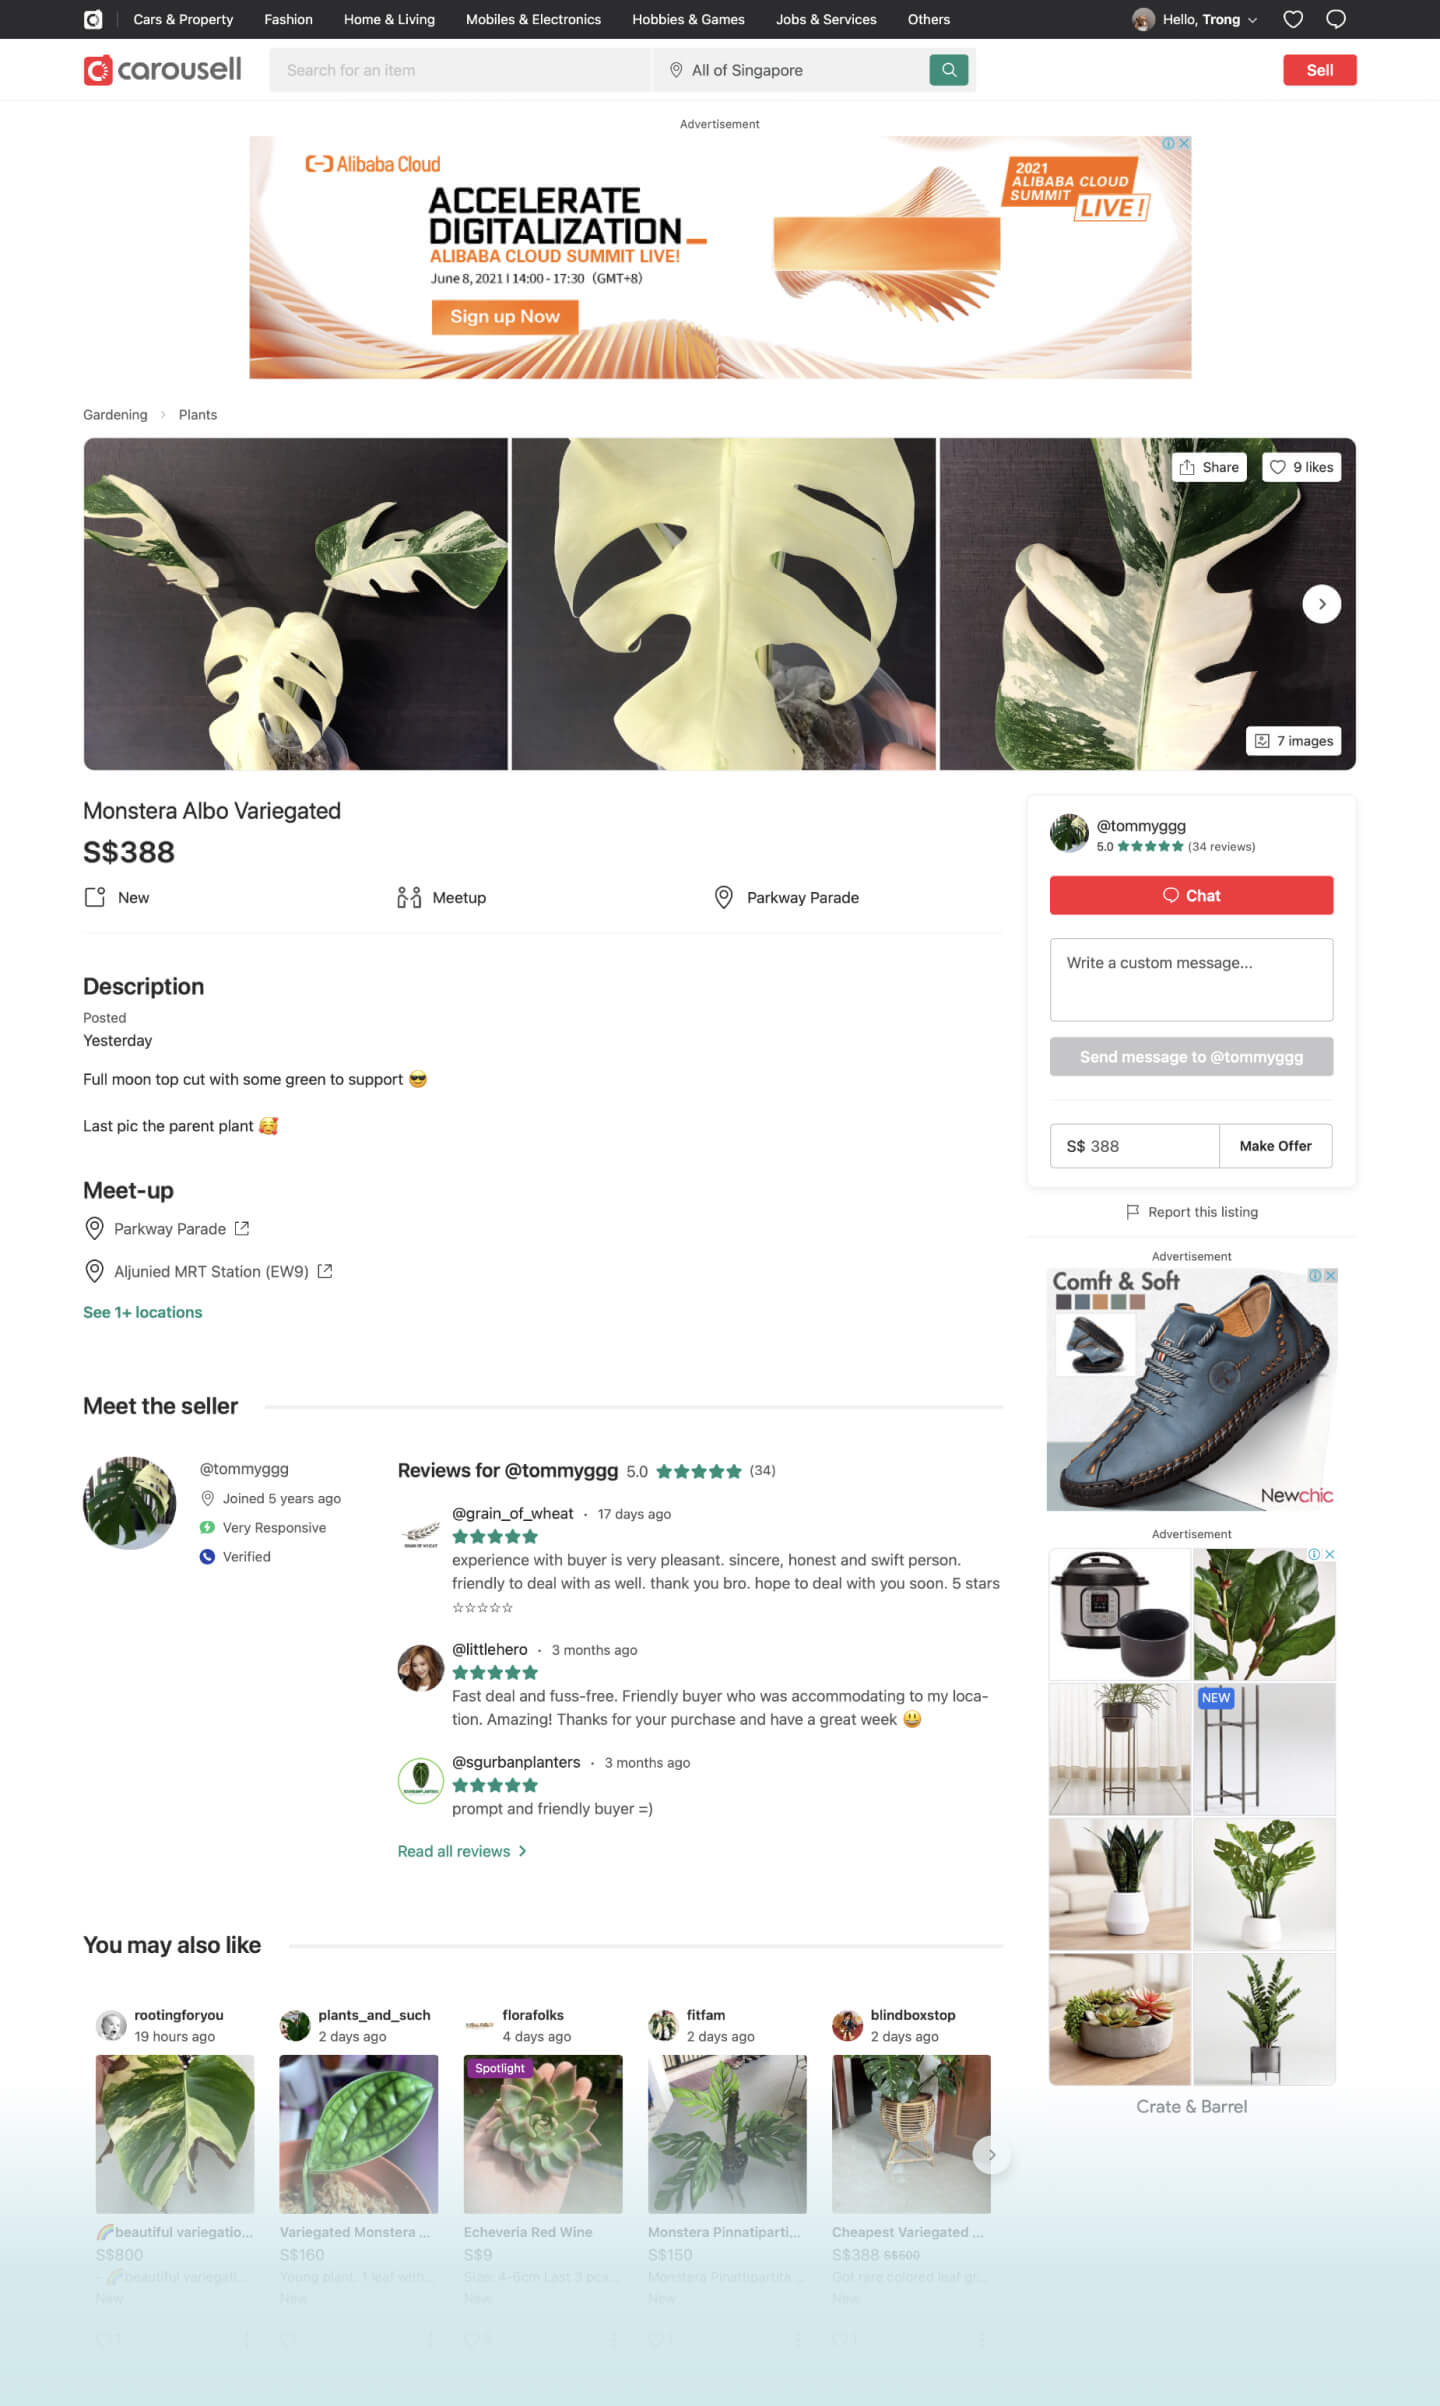 Cars & Property Fashion Home & Living Mobiles & Electronics Hobbies & Games Jobs & Services Others Hello, Trong
carousell Search for an item All of Singapore Sell
Advertisement
Alibaba Cloud
ACCELERATE
DIGITALIZATION_
ALIBABA CLOUD SUMMIT LIVE!
June 8, 2021 | 14:00 - 17:30 (GMT+8)
Sign up Now
2021
ALIBABA CLOUD
SUMMIT
LIVE!
Gardening > Plants
Share 9 likes
7 images
Monstera Albo Variegated
S$388
New Meetup Parkway Parade
Description
Posted
Yesterday
Full moon top cut with some green to support 😎
Last pic the parent plant 🥰
Meet-up
Parkway Parade
Aljunied MRT Station (EW9)
See 1+ locations
@tommyggg
5.0 ★★★★★ (34 reviews)
Chat
Write a custom message...
Send message to @tommyggg
S$ 388 Make Offer
Report this listing
Advertisement
Comft & Soft
Newchic
Advertisement
NEW
Crate & Barrel
Meet the seller
@tommyggg
Joined 5 years ago
Very Responsive
Verified
Reviews for @tommyggg 5.0 ★★★★★ (34)
@grain_of_wheat · 17 days ago
★★★★★
experience with buyer is very pleasant. sincere, honest and swift person.
friendly to deal with as well. thank you bro. hope to deal with you soon. 5 stars
☆☆☆☆☆
@littlehero · 3 months ago
★★★★★
Fast deal and fuss-free. Friendly buyer who was accommodating to my loca-
tion. Amazing! Thanks for your purchase and have a great week 😃
@sgurbanplanters · 3 months ago
★★★★★
prompt and friendly buyer =)
Read all reviews >
You may also like
rootingforyou
19 hours ago
🌈beautiful variegatio...
S$800
- 🌈beautiful variegati...
New
plants_and_such
2 days ago
Variegated Monstera ...
S$160
Young plant. 1 leaf with...
New
florafolks
4 days ago
Spotlight
Echeveria Red Wine
S$9
Size: 4-6cm Last 3 pcs...
New
fitfam
2 days ago
Monstera Pinnatiparti...
S$150
Monstera Pinattipartita...
New
blindboxstop
2 days ago
Cheapest Variegated ...
S$388 S$500
Got rare colored leaf gr...
New